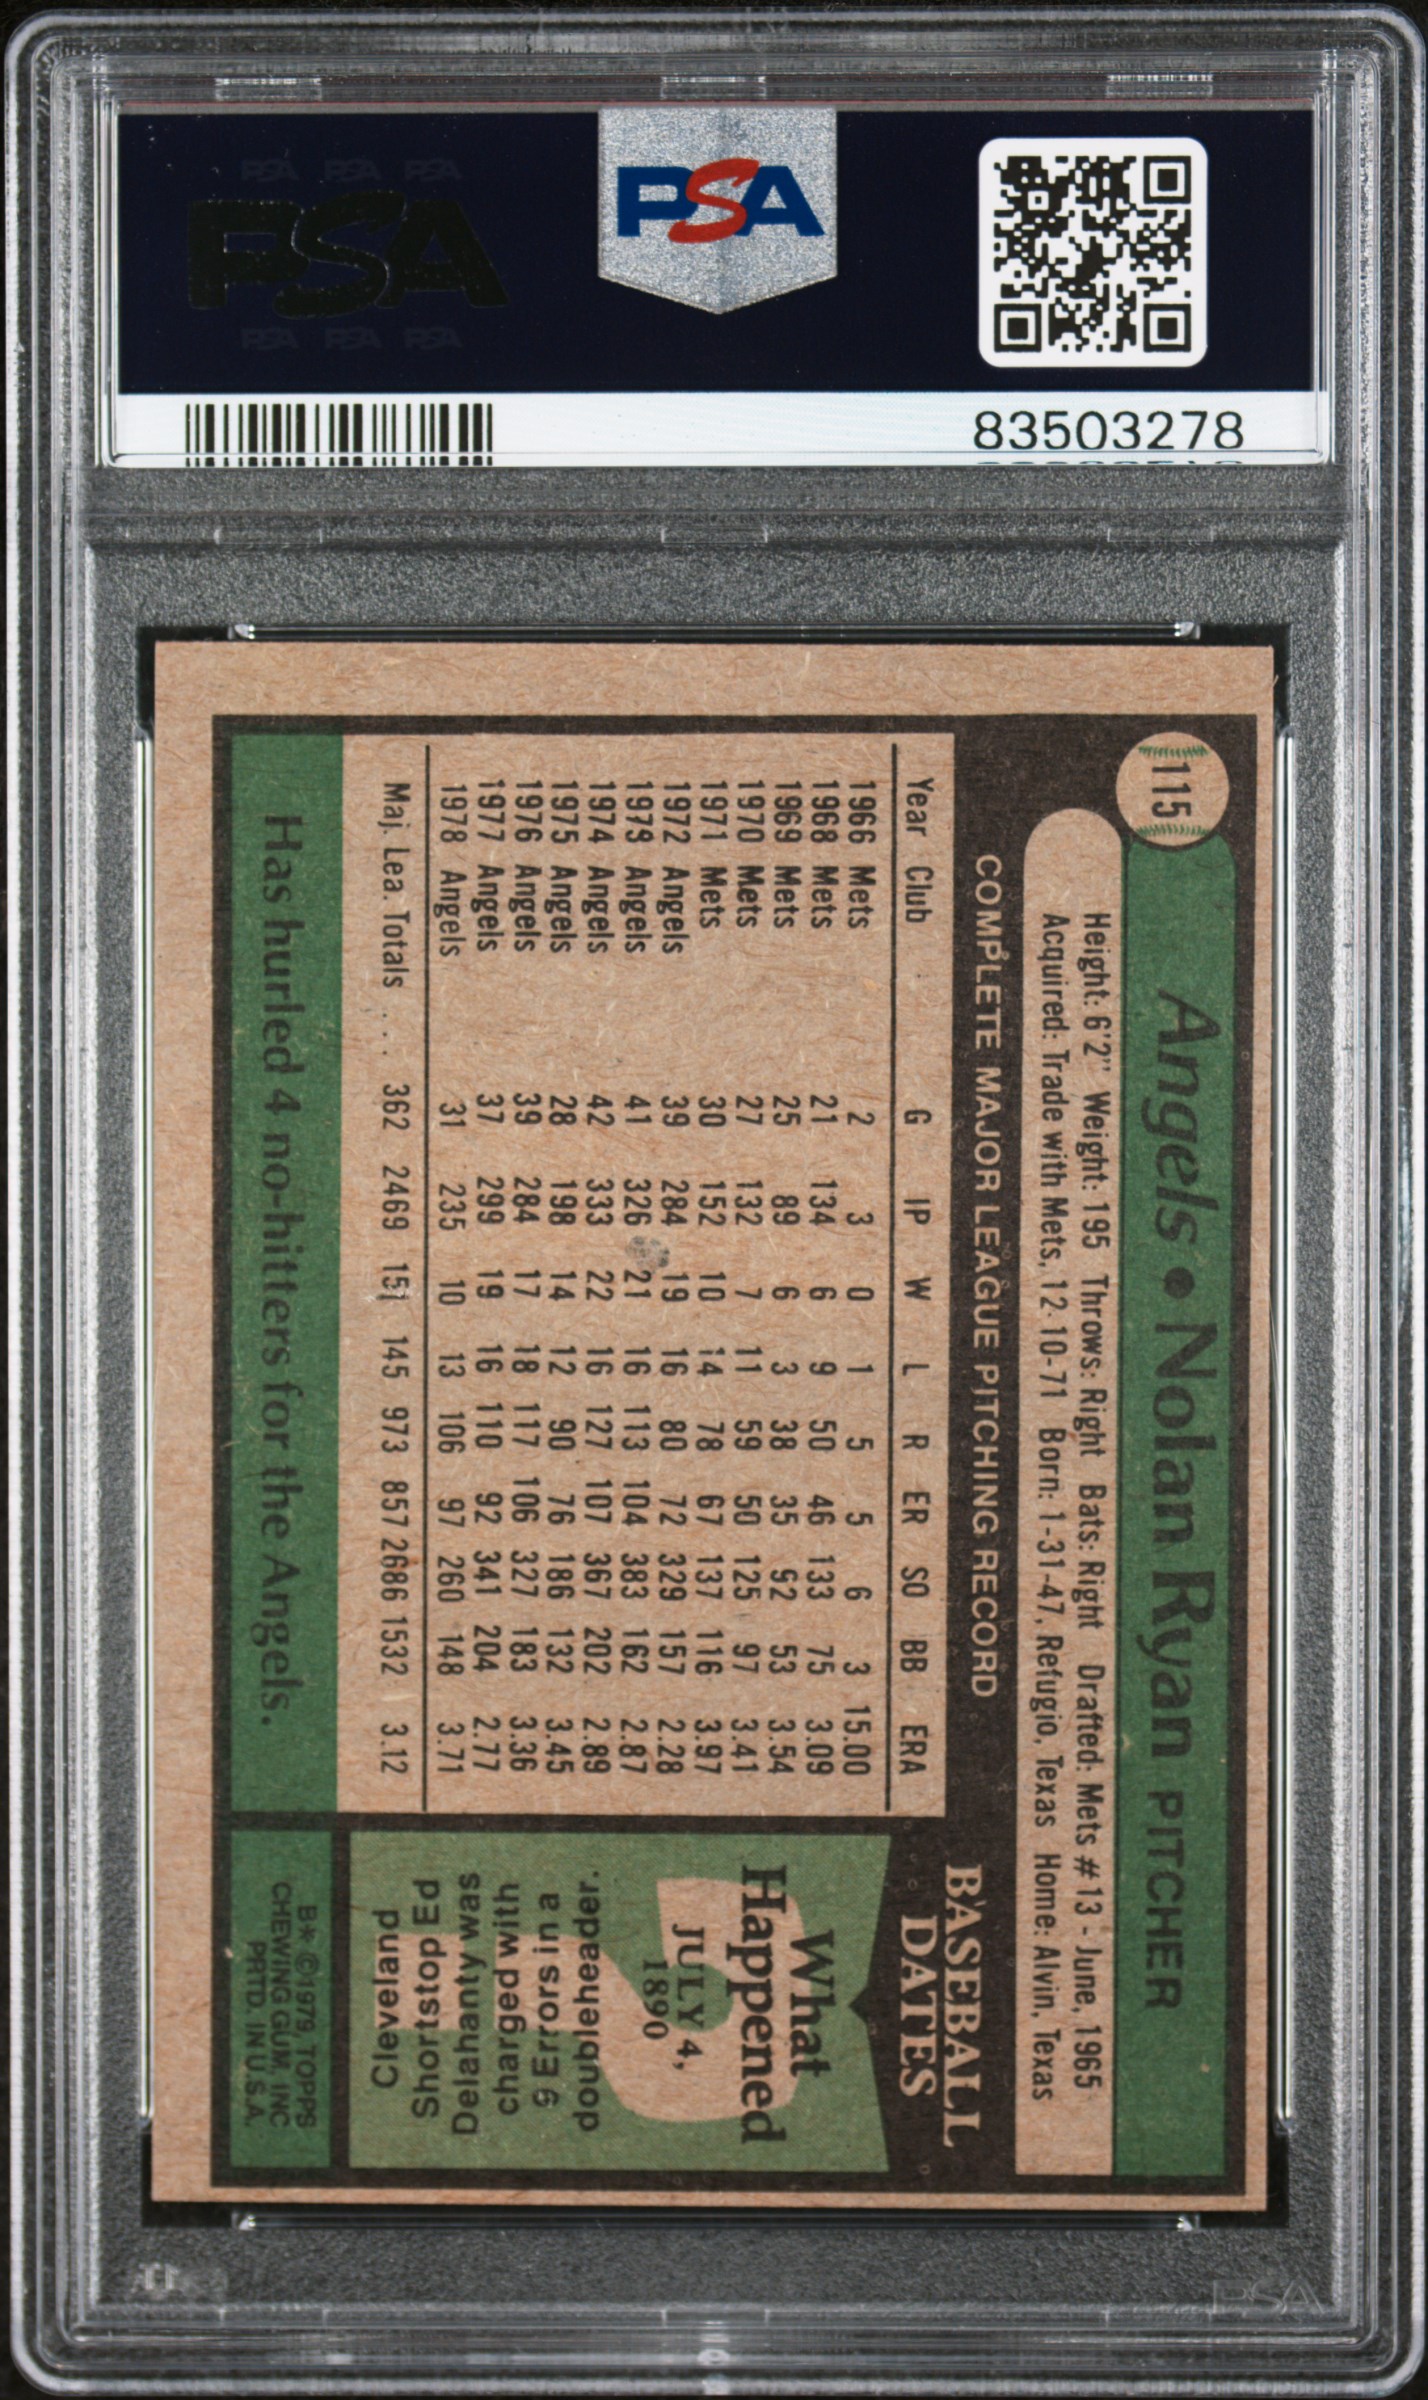 PSA PSA PSA
PSA
PSA PSA PSA
PSA
83503278
115
Angels • Nolan Ryan PITCHER
Height: 6'2" Weight: 195 Throws: Right Bats: Right Drafted: Mets #13 - June, 1965
Acquired: Trade with Mets, 12-10-71 Born: 1-31-47, Refugio, Texas Home: Alvin, Texas
COMPLETE MAJOR LEAGUE PITCHING RECORD
Year Club G IP W L R ER SO BB ERA
1966 Mets 2 3 0 1 5 5 6 3 15.00
1968 Mets 21 134 6 9 50 46 133 75 3.09
1969 Mets 25 89 6 3 38 35 92 53 3.54
1970 Mets 27 132 7 11 59 50 125 97 3.41
1971 Mets 30 152 10 14 78 67 137 116 3.97
1972 Angels 39 284 19 16 80 72 329 157 2.28
1973 Angels 41 326 21 16 113 104 383 162 2.87
1974 Angels 42 333 22 16 127 107 367 202 2.89
1975 Angels 28 198 14 12 90 76 186 132 3.45
1976 Angels 39 284 17 18 117 106 327 183 3.36
1977 Angels 37 299 19 16 110 92 341 204 2.77
1978 Angels 31 235 10 13 106 97 260 148 3.71
Maj. Lea. Totals . . . 362 2469 151 145 973 857 2686 1532 3.12
Has hurled 4 no-hitters for the Angels.
BASEBALL
DATES
What
Happened
JULY 4,
1890
doubleheader.
9 Errors in a
charged with
Delahanty was
Shortstop Ed
Cleveland
B* © 1979 TOPPS
CHEWING GUM, INC
PRTD. IN U.S.A.
PSA